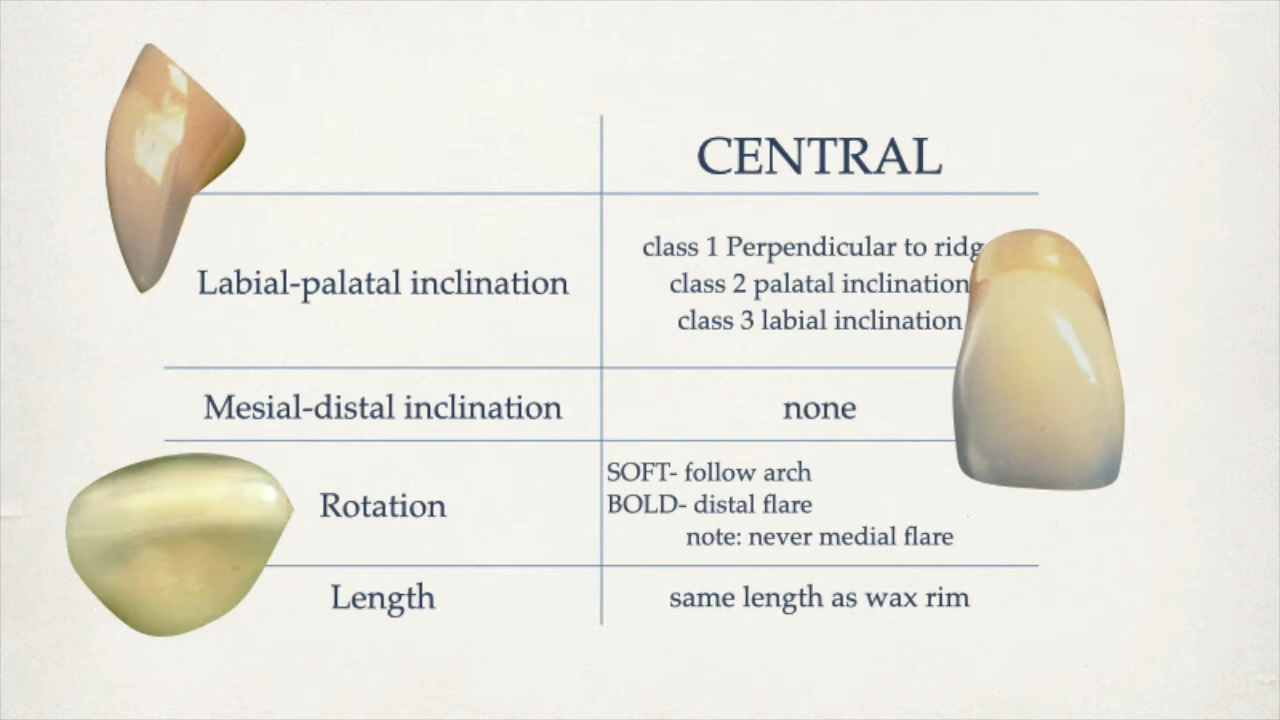 CENTRAL
Labial-palatal inclination
class 1 Perpendicular to ridg
class 2 palatal inclination
class 3 labial inclination
Mesial-distal inclination
none
Rotation
SOFT- follow arch
BOLD- distal flare
note: never medial flare
Length
same length as wax rim